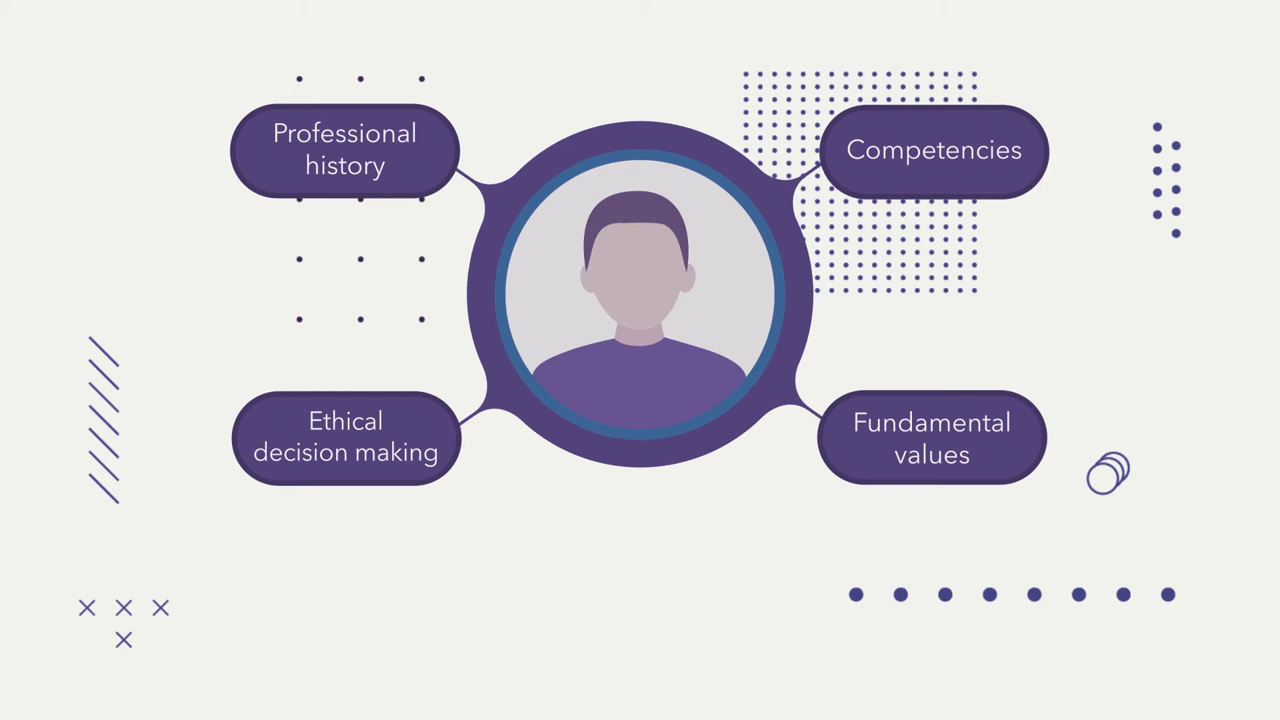 Professional
history
Competencies
Ethical
decision making
Fundamental
values